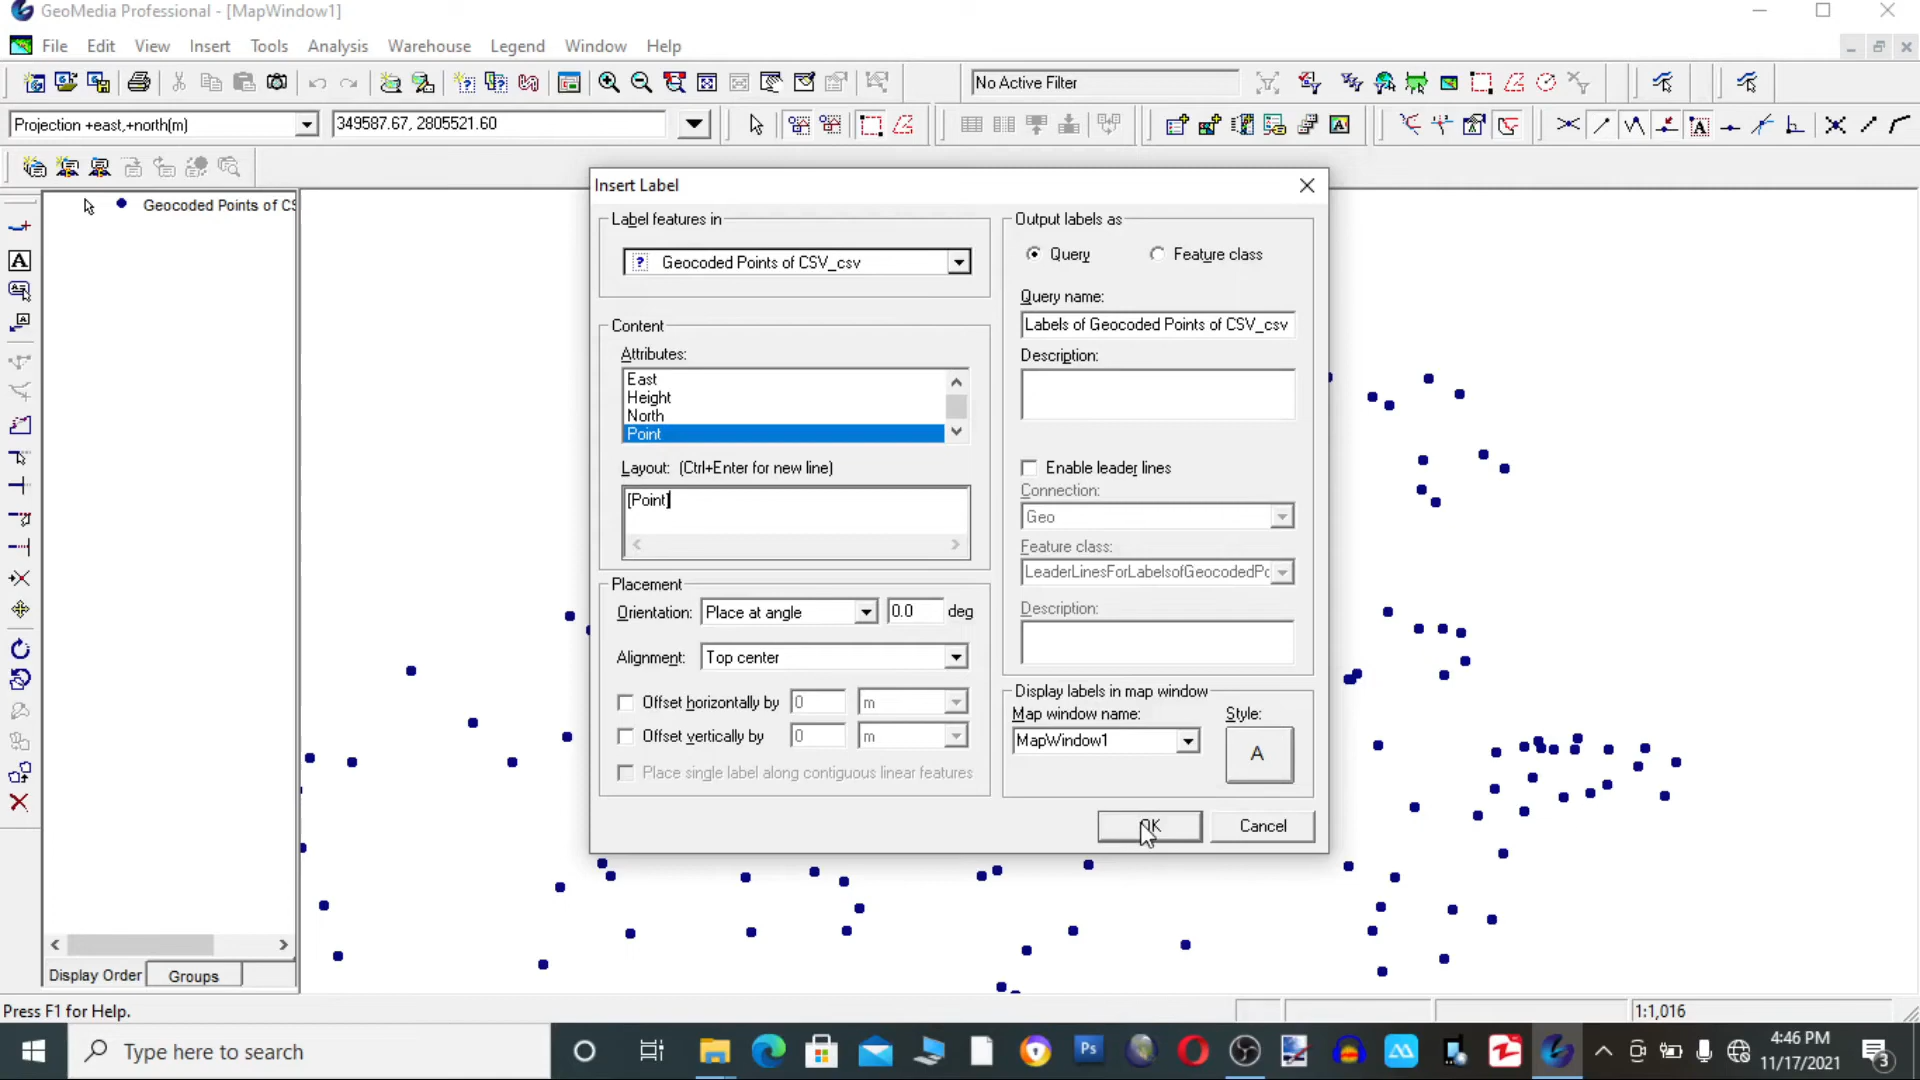 GeoMedia Professional - [MapWindow1]
File Edit View Insert Tools Analysis Warehouse Legend Window Help
No Active Filter
Projection +east,+north(m)
349587.67, 2805521.60
Geocoded Points of CS
Insert Label
Label features in
Geocoded Points of CSV_csv
Content
Attributes:
East
Height
North
Point
Layout: (Ctrl+Enter for new line)
[Point]
Placement
Orientation: Place at angle 0.0 deg
Alignment: Top center
Offset horizontally by 0 m
Offset vertically by 0 m
Place single label along contiguous linear features
Output labels as
Query Feature class
Query name:
Labels of Geocoded Points of CSV_csv
Description:
Enable leader lines
Connection:
Geo
Feature class:
LeaderLinesForLabelsofGeocodedPc
Description:
Display labels in map window
Map window name: Style:
MapWindow1 A
OK Cancel
Display Order Groups
Press F1 for Help.
1:1,016
Type here to search
Ps
4:46 PM
11/17/2021
3